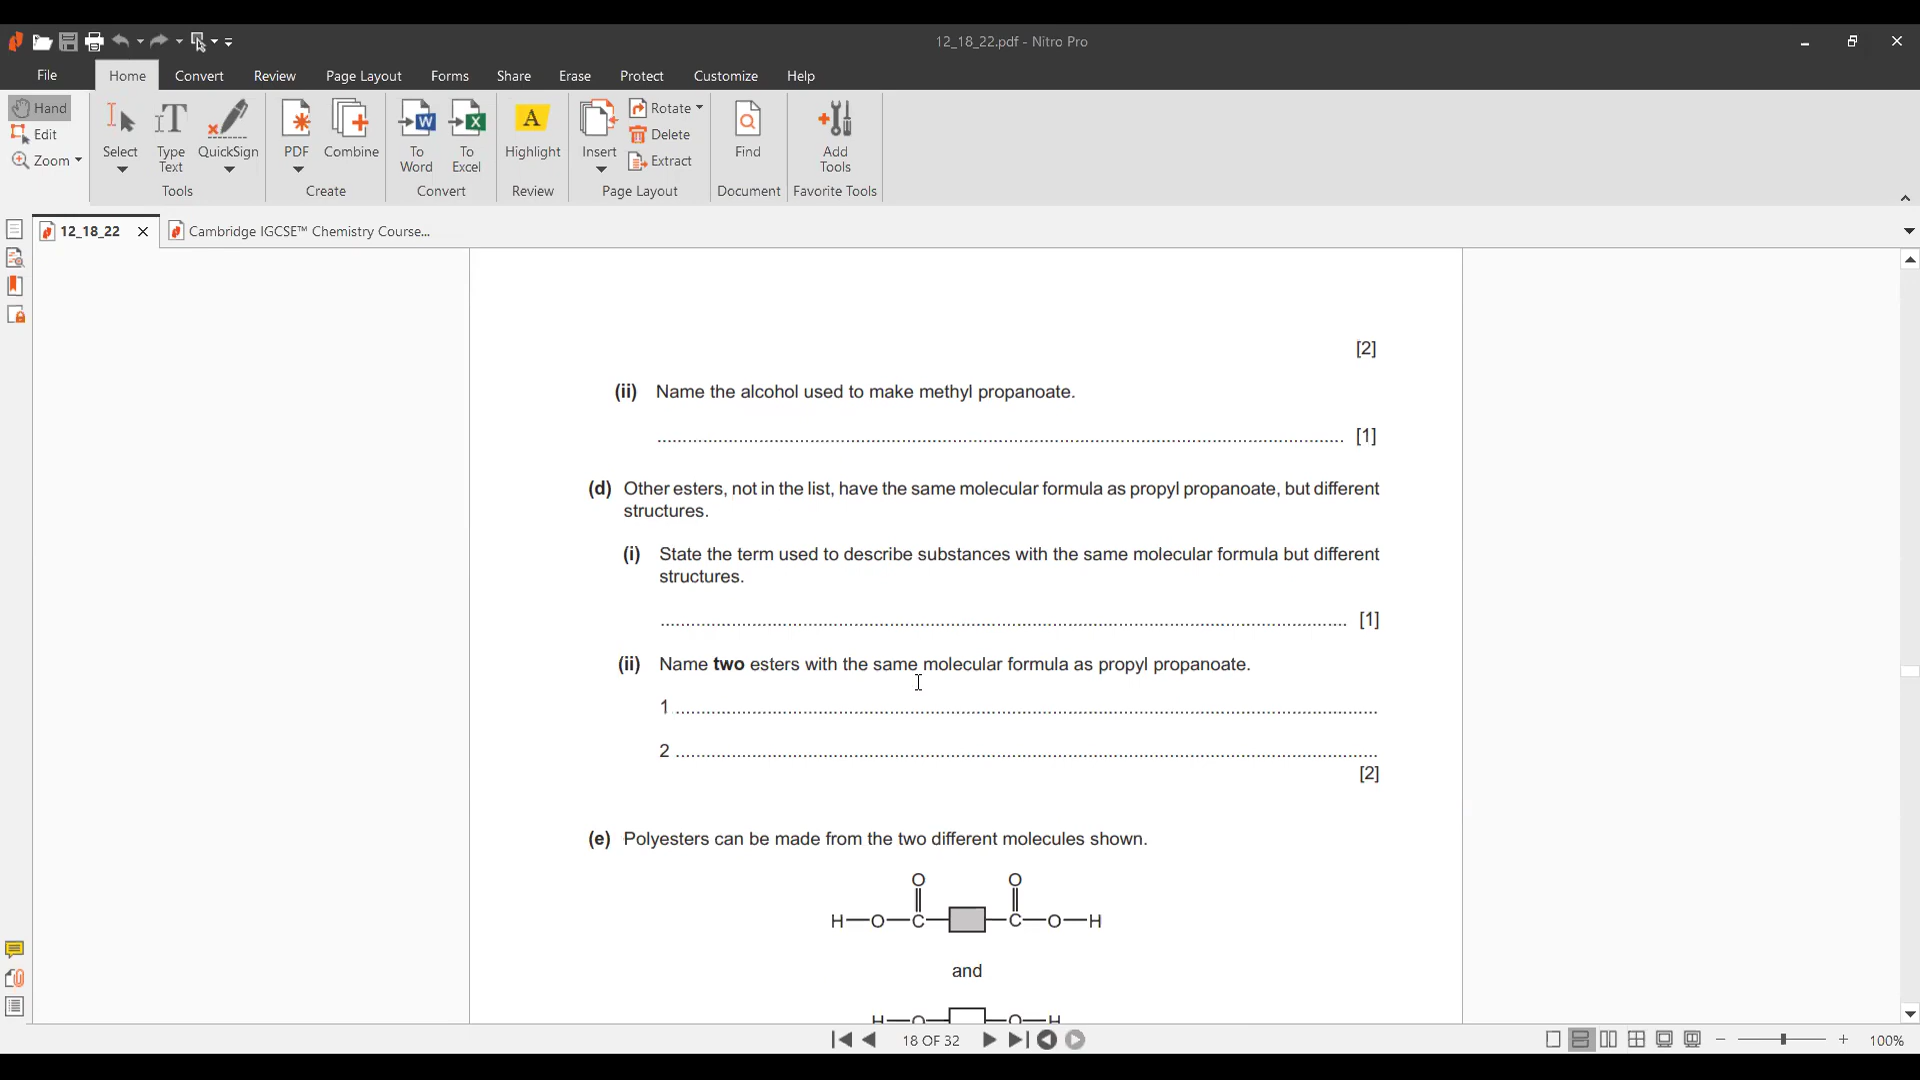 12_18_22.pdf - Nitro Pro
File Home Convert Review Page Layout Forms Share Erase Protect Customize Help
Hand
Edit
Zoom
Select
Type Text
QuickSign
Tools
PDF
Combine
Create
To Word
To Excel
Convert
Highlight
Review
Insert
Rotate
Delete
Extract
Page Layout
Find
Document
Add Tools
Favorite Tools
12_18_22
Cambridge IGCSE™ Chemistry Course...
[2]
(ii) Name the alcohol used to make methyl propanoate.
[1]
(d) Other esters, not in the list, have the same molecular formula as propyl propanoate, but different
structures.
(i) State the term used to describe substances with the same molecular formula but different
structures.
[1]
(ii) Name two esters with the same molecular formula as propyl propanoate.
1
2
[2]
(e) Polyesters can be made from the two different molecules shown.
O O
H—O—C— —C—O—H
and
H—O— —O—H
18 OF 32
100%